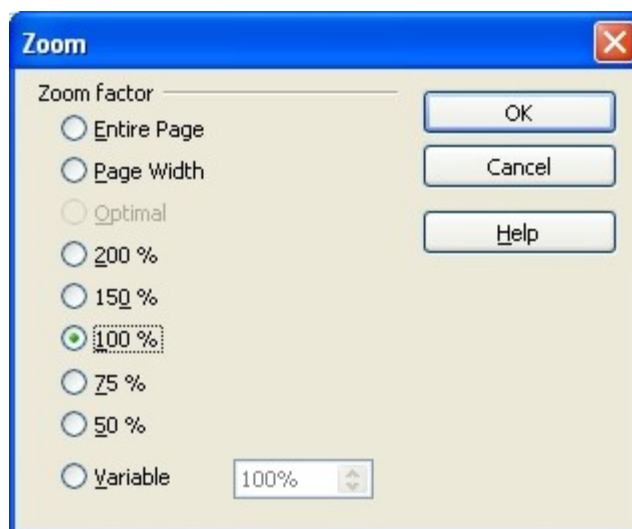 Zoom
Zoom factor
Entire Page
Page Width
Optimal
200 %
150 %
100 %
75 %
50 %
Variable 100%
OK
Cancel
Help